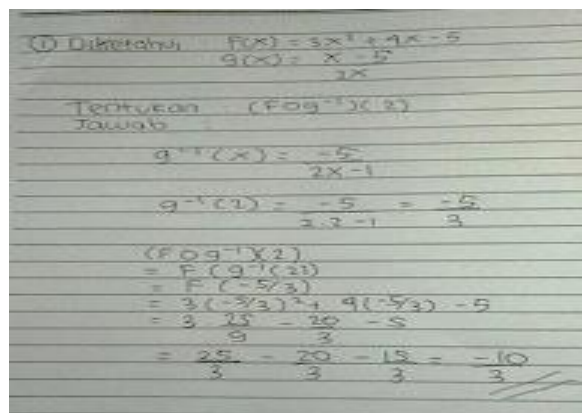 ① Diketahui F(x) = 3x² + 4x - 5
g(x) = x - 5 / 2x
Tentukan : (Fog⁻¹)(2)
Jawab
g⁻¹(x) = -5 / 2x - 1
g⁻¹(2) = -5 / 2.2 - 1 = -5 / 3
(Fog⁻¹)(2)
= F(g⁻¹(2))
= F(-5/3)
= 3(-5/3)² + 4(-5/3) - 5
= 3 25/9 - 20/3 - 5
= 25/3 - 20/3 - 15/3 = -10/3